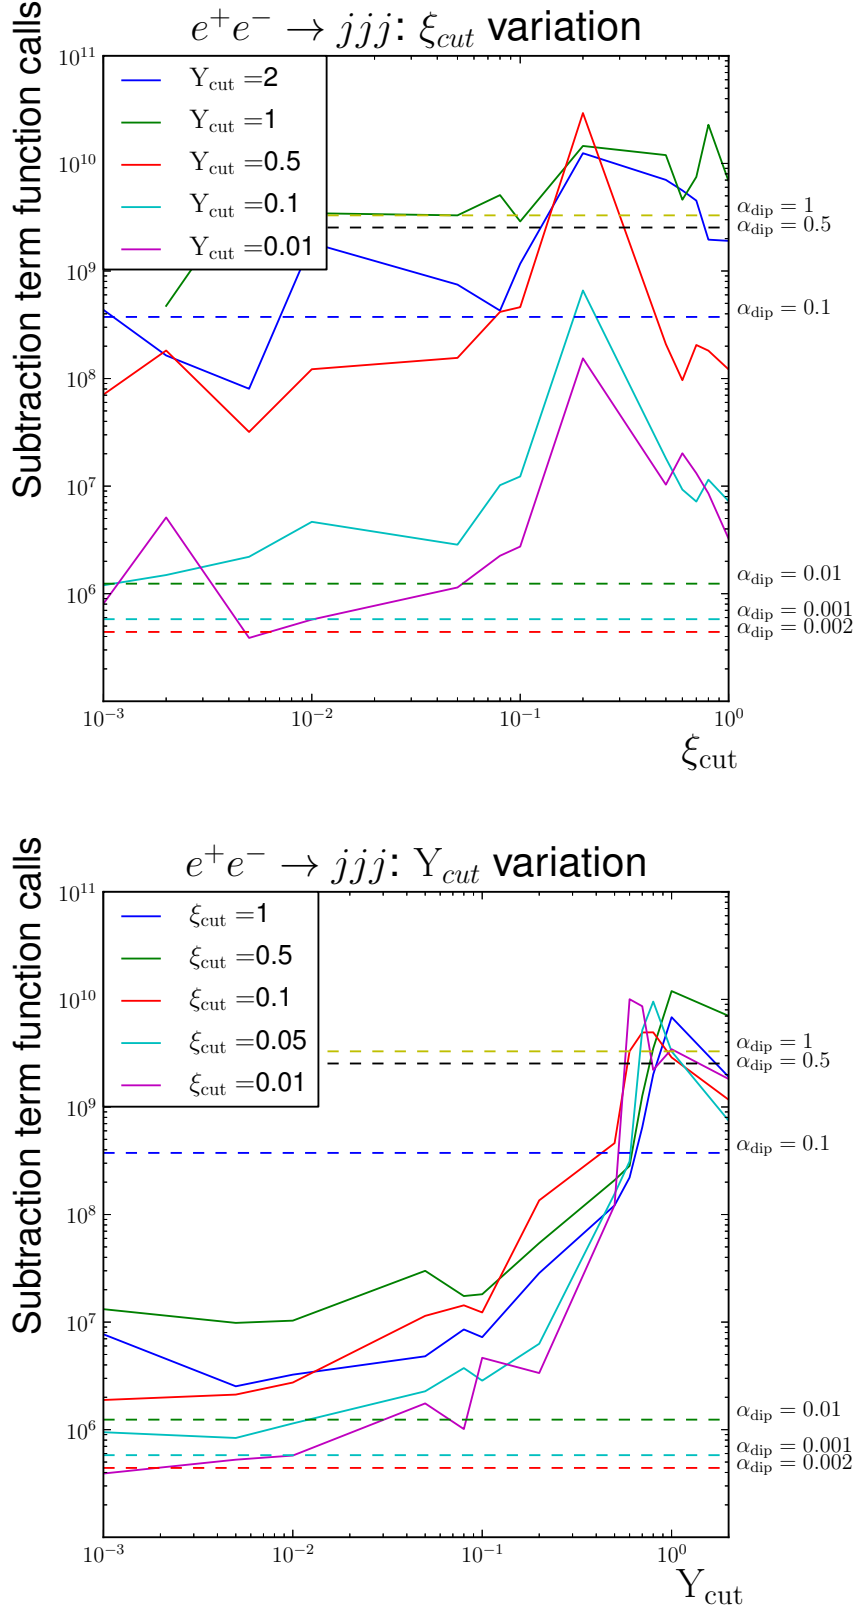 e⁺e⁻ → jjj: ξ_cut variation
Subtraction term function calls
10¹¹
10¹⁰
10⁹
10⁸
10⁷
10⁶
Y_cut =2
Y_cut =1
Y_cut =0.5
Y_cut =0.1
Y_cut =0.01
α_dip = 1
α_dip = 0.5
α_dip = 0.1
α_dip = 0.01
α_dip = 0.001
α_dip = 0.002
10⁻³ 10⁻² 10⁻¹ 10⁰
ξ_cut
e⁺e⁻ → jjj: Y_cut variation
Subtraction term function calls
10¹¹
10¹⁰
10⁹
10⁸
10⁷
10⁶
ξ_cut =1
ξ_cut =0.5
ξ_cut =0.1
ξ_cut =0.05
ξ_cut =0.01
α_dip = 1
α_dip = 0.5
α_dip = 0.1
α_dip = 0.01
α_dip = 0.001
α_dip = 0.002
10⁻³ 10⁻² 10⁻¹ 10⁰
Y_cut